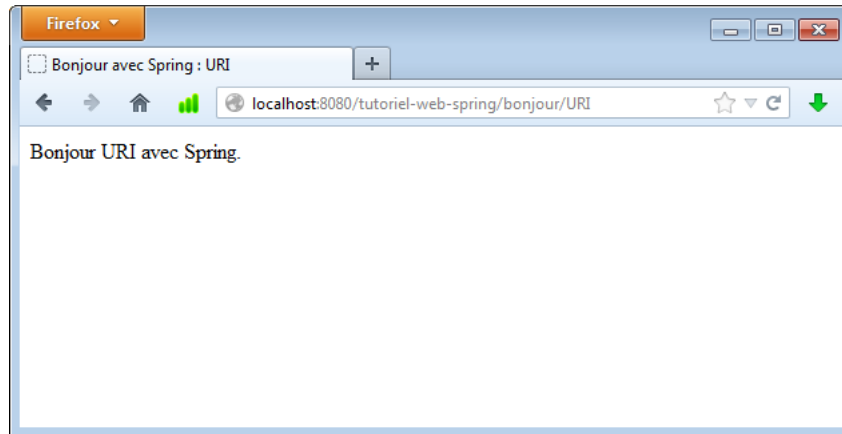 Firefox
Bonjour avec Spring : URI
localhost:8080/tutoriel-web-spring/bonjour/URI
Bonjour URI avec Spring.